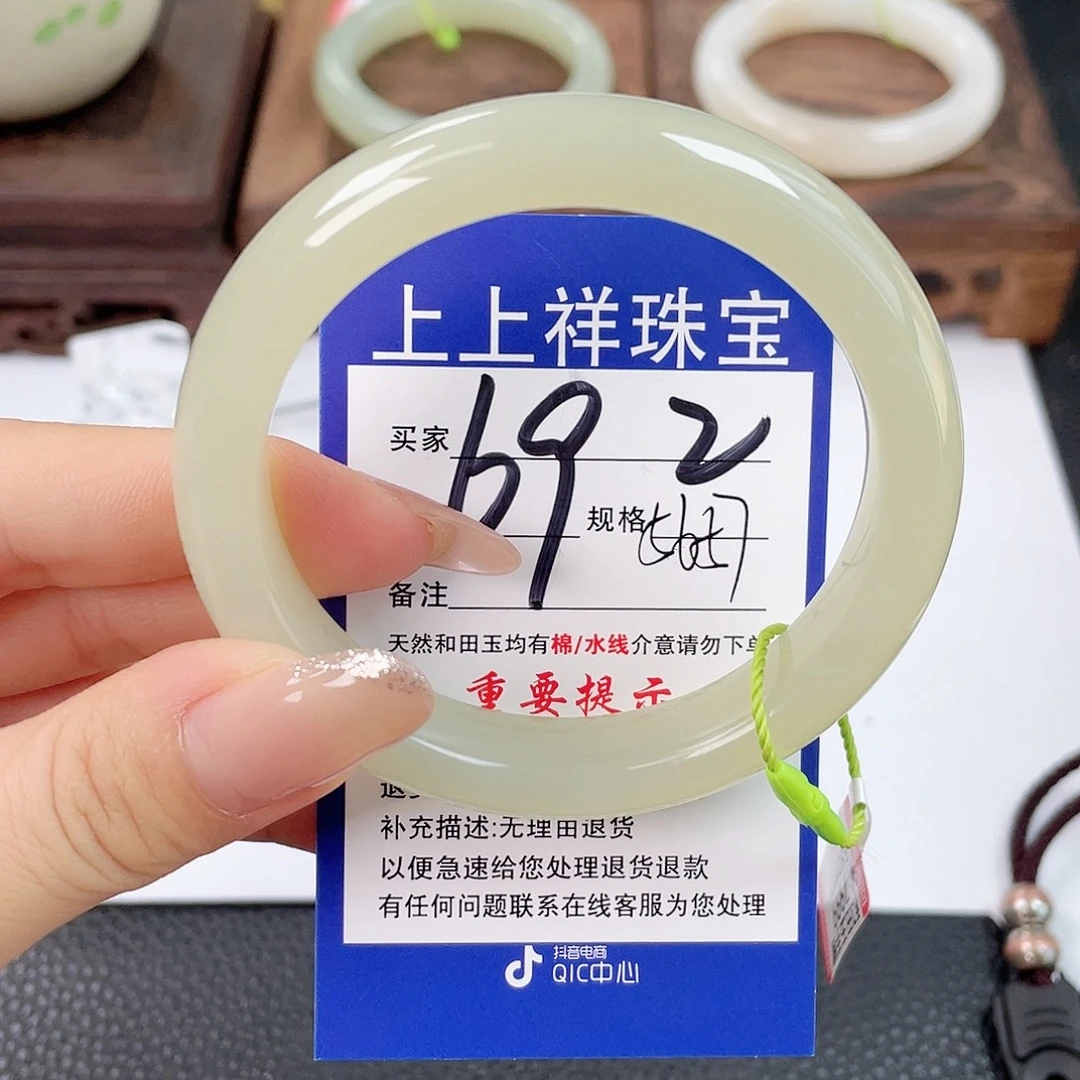 上上祥珠宝
买家 69 2
规格
备注
天然和田玉均有棉/水线介意请勿下单
重要提示
补充描述:无理由退货
以便急速给您处理退货退款
有任何问题联系在线客服为您处理
抖音电商
QIC中心